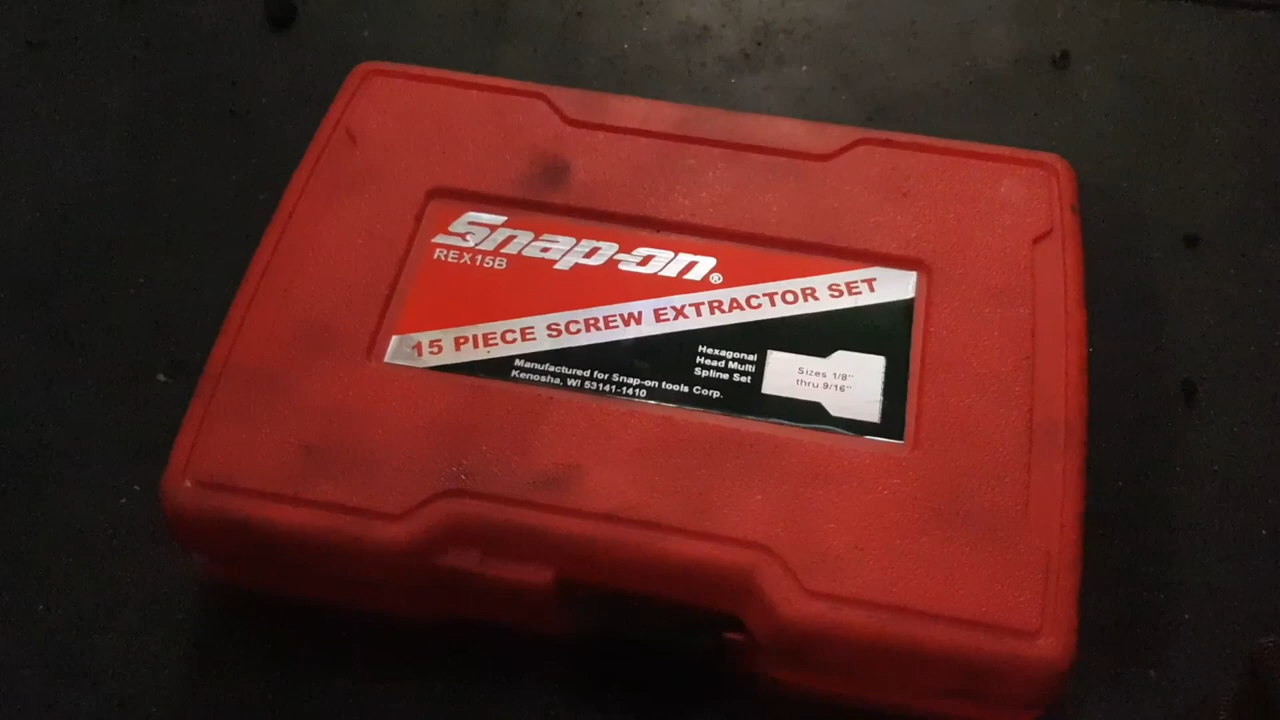 Snap-on®
REX15B
15 PIECE SCREW EXTRACTOR SET
Hexagonal
Head Multi
Spline Set
Sizes 1/8"
thru 9/16"
Manufactured for Snap-on tools Corp.
Kenosha, WI 53141-1410